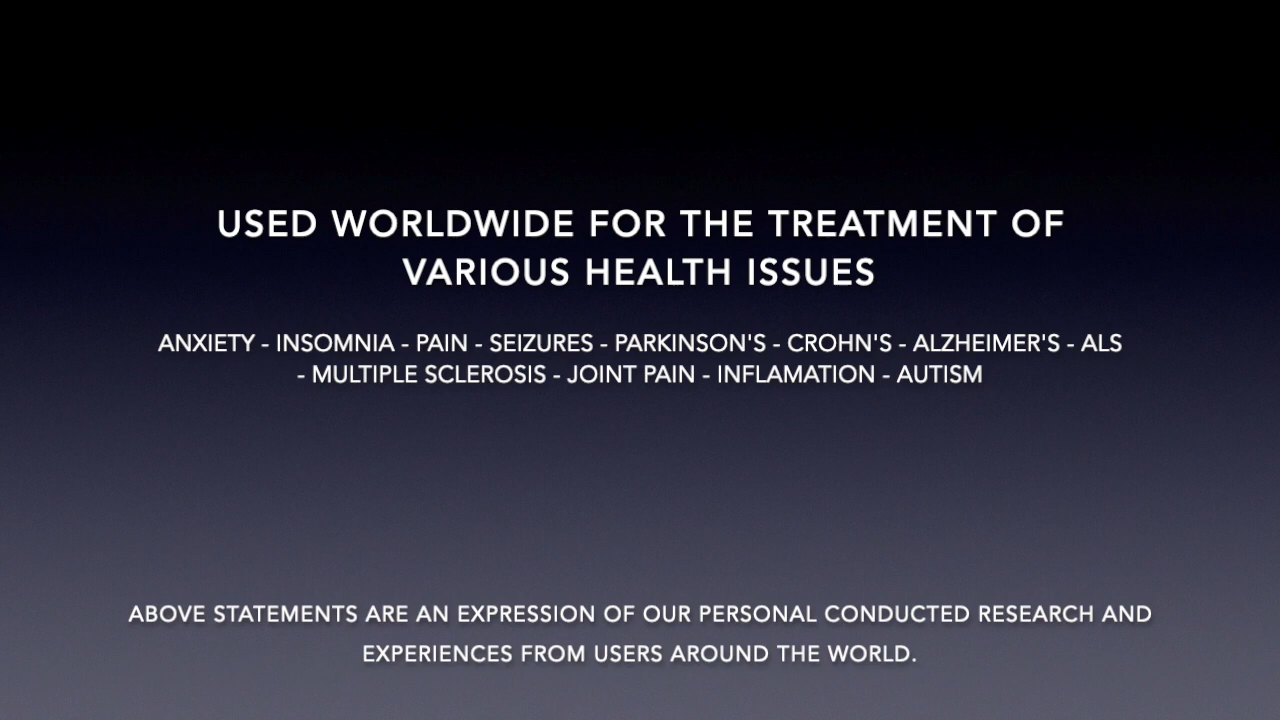 USED WORLDWIDE FOR THE TREATMENT OF
VARIOUS HEALTH ISSUES
ANXIETY - INSOMNIA - PAIN - SEIZURES - PARKINSON'S - CROHN'S - ALZHEIMER'S - ALS
- MULTIPLE SCLEROSIS - JOINT PAIN - INFLAMATION - AUTISM
ABOVE STATEMENTS ARE AN EXPRESSION OF OUR PERSONAL CONDUCTED RESEARCH AND
EXPERIENCES FROM USERS AROUND THE WORLD.